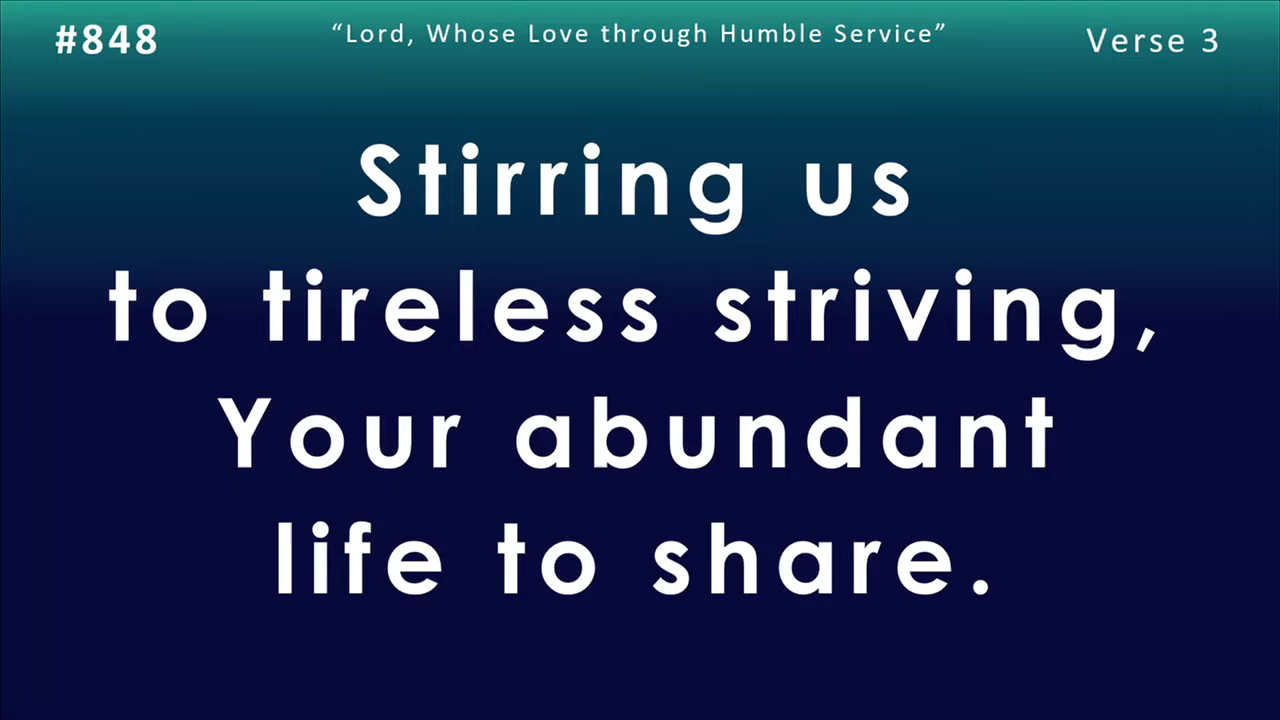 #848
“Lord, Whose Love through Humble Service”
Verse 3
Stirring us
to tireless striving,
Your abundant
life to share.